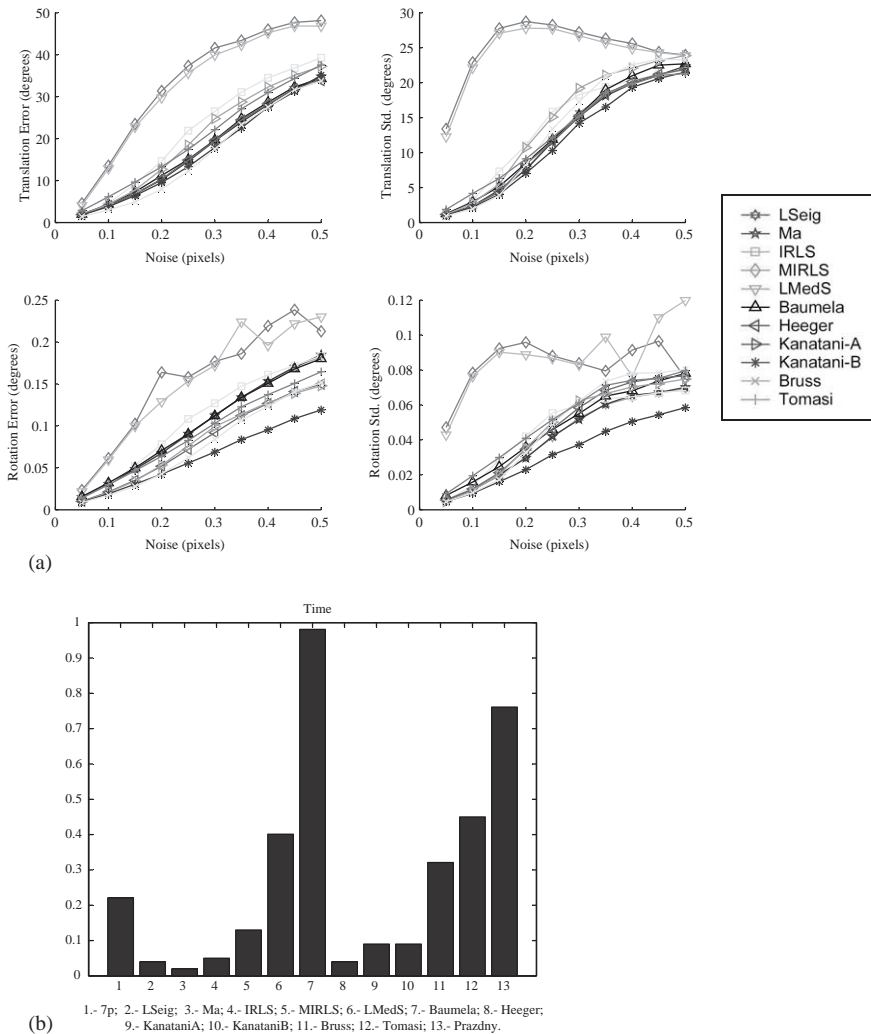 30
25
20
15
10
5
0
0 0.1 0.2 0.3 0.4 0.5
Noise (pixels)
Translation Std. (degrees)
50
40
30
20
10
0
0 0.1 0.2 0.3 0.4 0.5
Noise (pixels)
Translation Error (degrees)
0.25
0.2
0.15
0.1
0.05
0
0 0.1 0.2 0.3 0.4 0.5
Noise (pixels)
Rotation Error (degrees)
0.12
0.1
0.08
0.06
0.04
0.02
0
0 0.1 0.2 0.3 0.4 0.5
Noise (pixels)
Rotation Std. (degrees)
LSeig
Ma
IRLS
MIRLS
LMedS
Baumela
Heeger
Kanatani-A
Kanatani-B
Bruss
Tomasi
(a)
Time
1
0.9
0.8
0.7
0.6
0.5
0.4
0.3
0.2
0.1
0
1 2 3 4 5 6 7 8 9 10 11 12 13
1.- 7p; 2.- LSeig; 3.- Ma; 4.- IRLS; 5.- MIRLS; 6.- LMedS; 7.- Baumela; 8.- Heeger;
9.- KanataniA; 10.- KanataniB; 11.- Bruss; 12.- Tomasi; 13.- Prazdny.
(b)